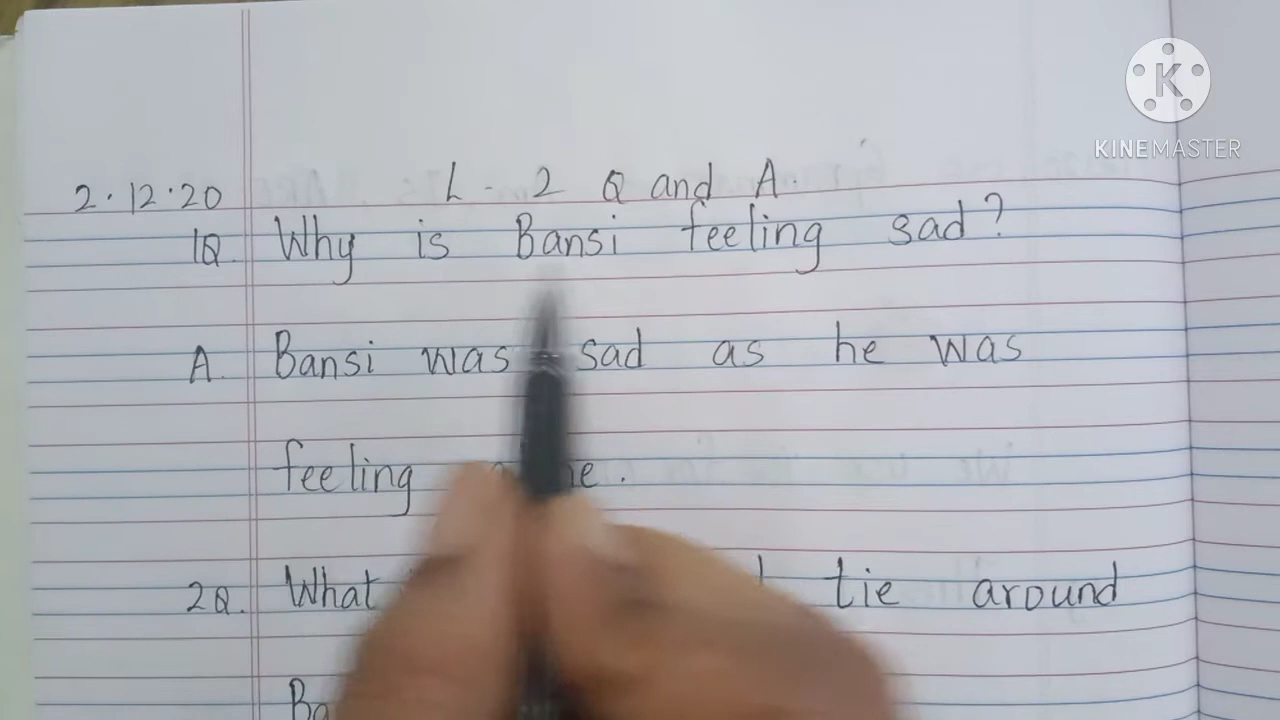 K
KINEMASTER
2.12.20 L - 2 Q and A.
1Q. Why is Bansi feeling sad?
A. Bansi was sad as he was
feeling
2Q. What tie around